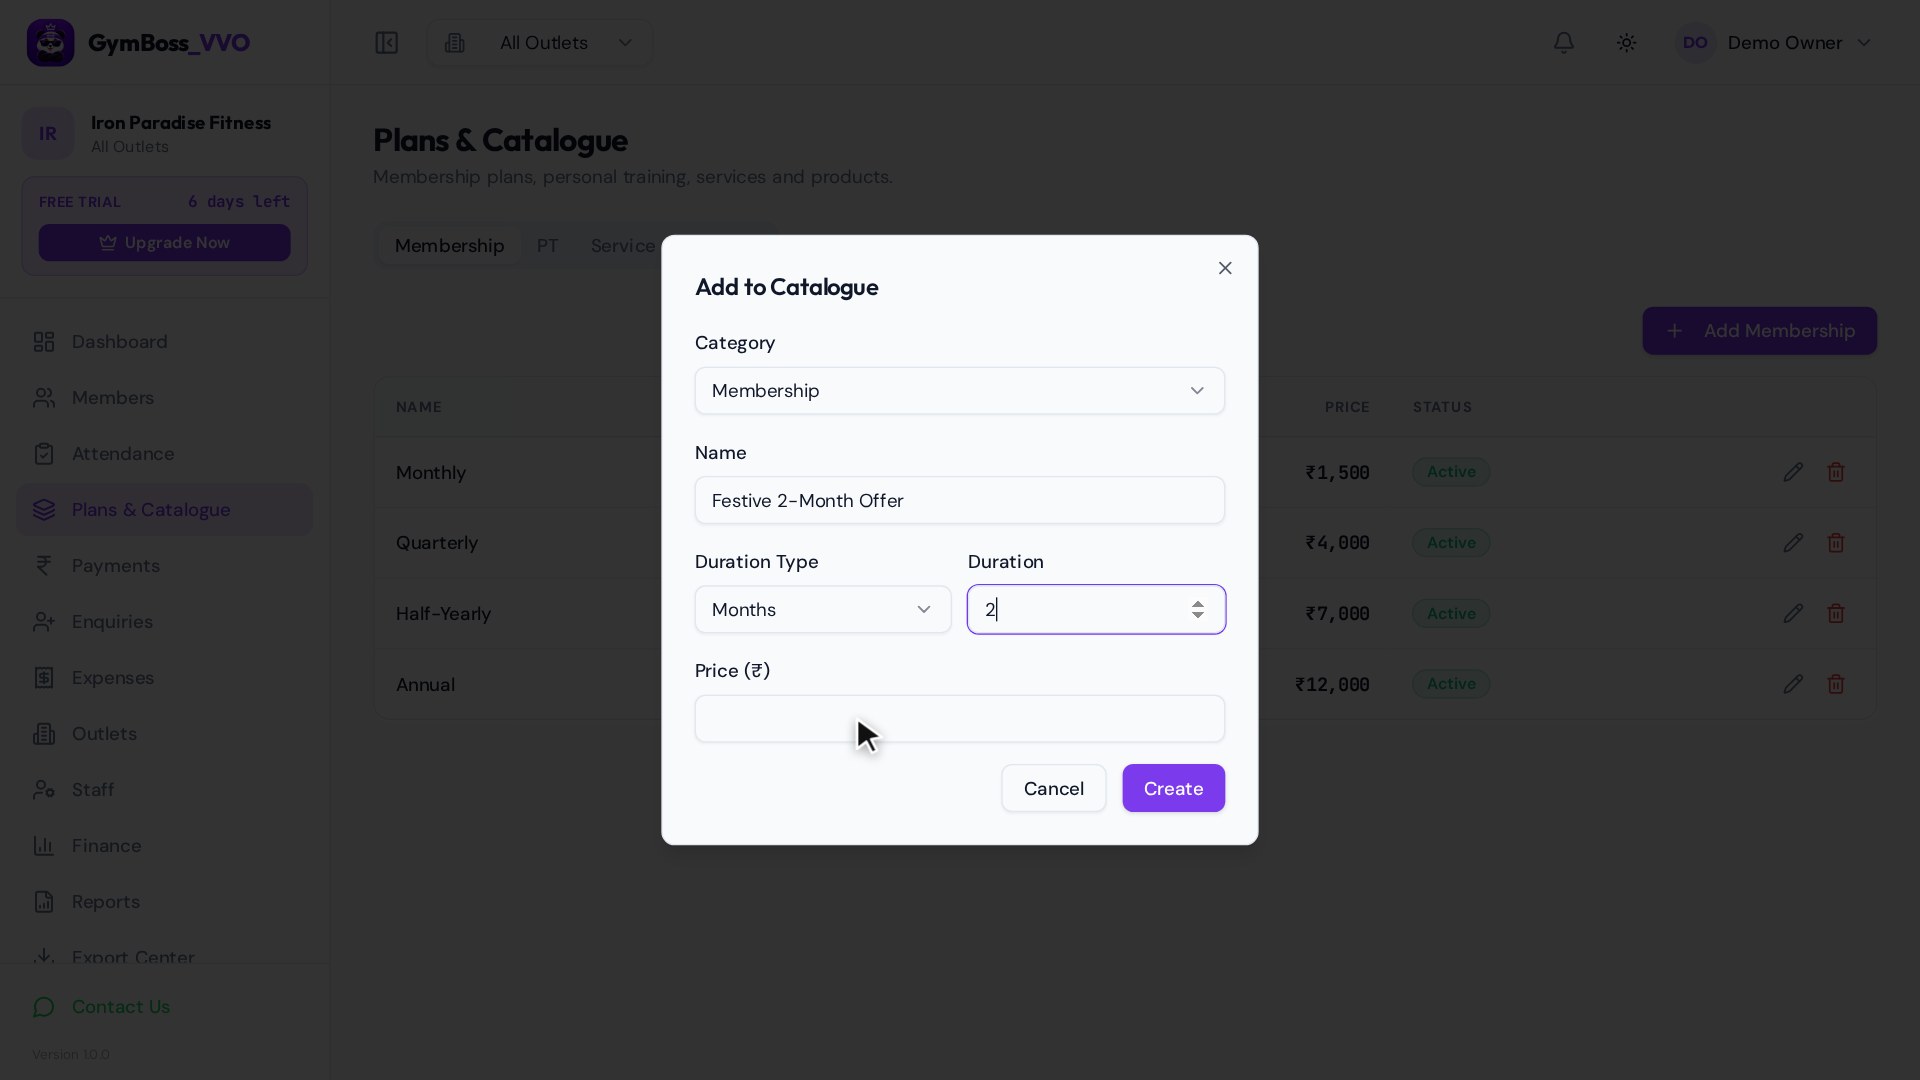 GymBoss_VVO
All Outlets
DO
Demo Owner
IR
Iron Paradise Fitness
All Outlets
FREE TRIAL
6 days left
Upgrade Now
Dashboard
Members
Attendance
Plans & Catalogue
Payments
Enquiries
Expenses
Outlets
Staff
Finance
Reports
Export Center
Contact Us
Version 1.0.0
Plans & Catalogue
Membership plans, personal training, services and products.
Membership
PT
Service
Add Membership
NAME
PRICE
STATUS
Monthly
₹1,500
Active
Quarterly
₹4,000
Active
Half-Yearly
₹7,000
Active
Annual
₹12,000
Active
Add to Catalogue
Category
Membership
Name
Festive 2-Month Offer
Duration Type
Duration
Months
2
Price (₹)
Cancel
Create